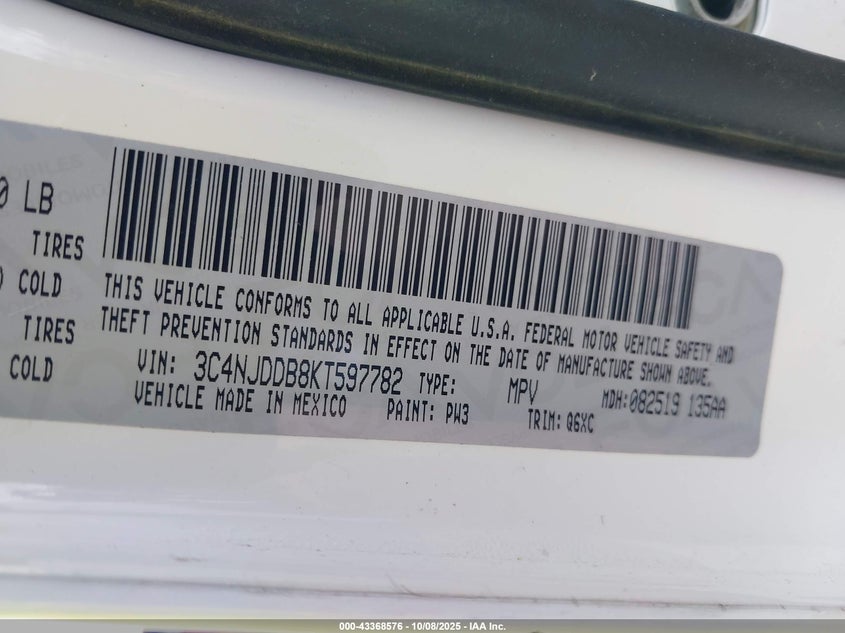 0 LB
TIRES
COLD
TIRES
COLD
THIS VEHICLE CONFORMS TO ALL APPLICABLE U.S.A. FEDERAL MOTOR VEHICLE SAFETY AND
THEFT PREVENTION STANDARDS IN EFFECT ON THE DATE OF MANUFACTURE SHOWN ABOVE.
VIN: 3C4NJDDB8KT597782 TYPE: MPV MDH:082519 135AA
VEHICLE MADE IN MEXICO PAINT: PW3 TRIM: Q6XC
000-43368576 - 10/08/2025 - IAA Inc.